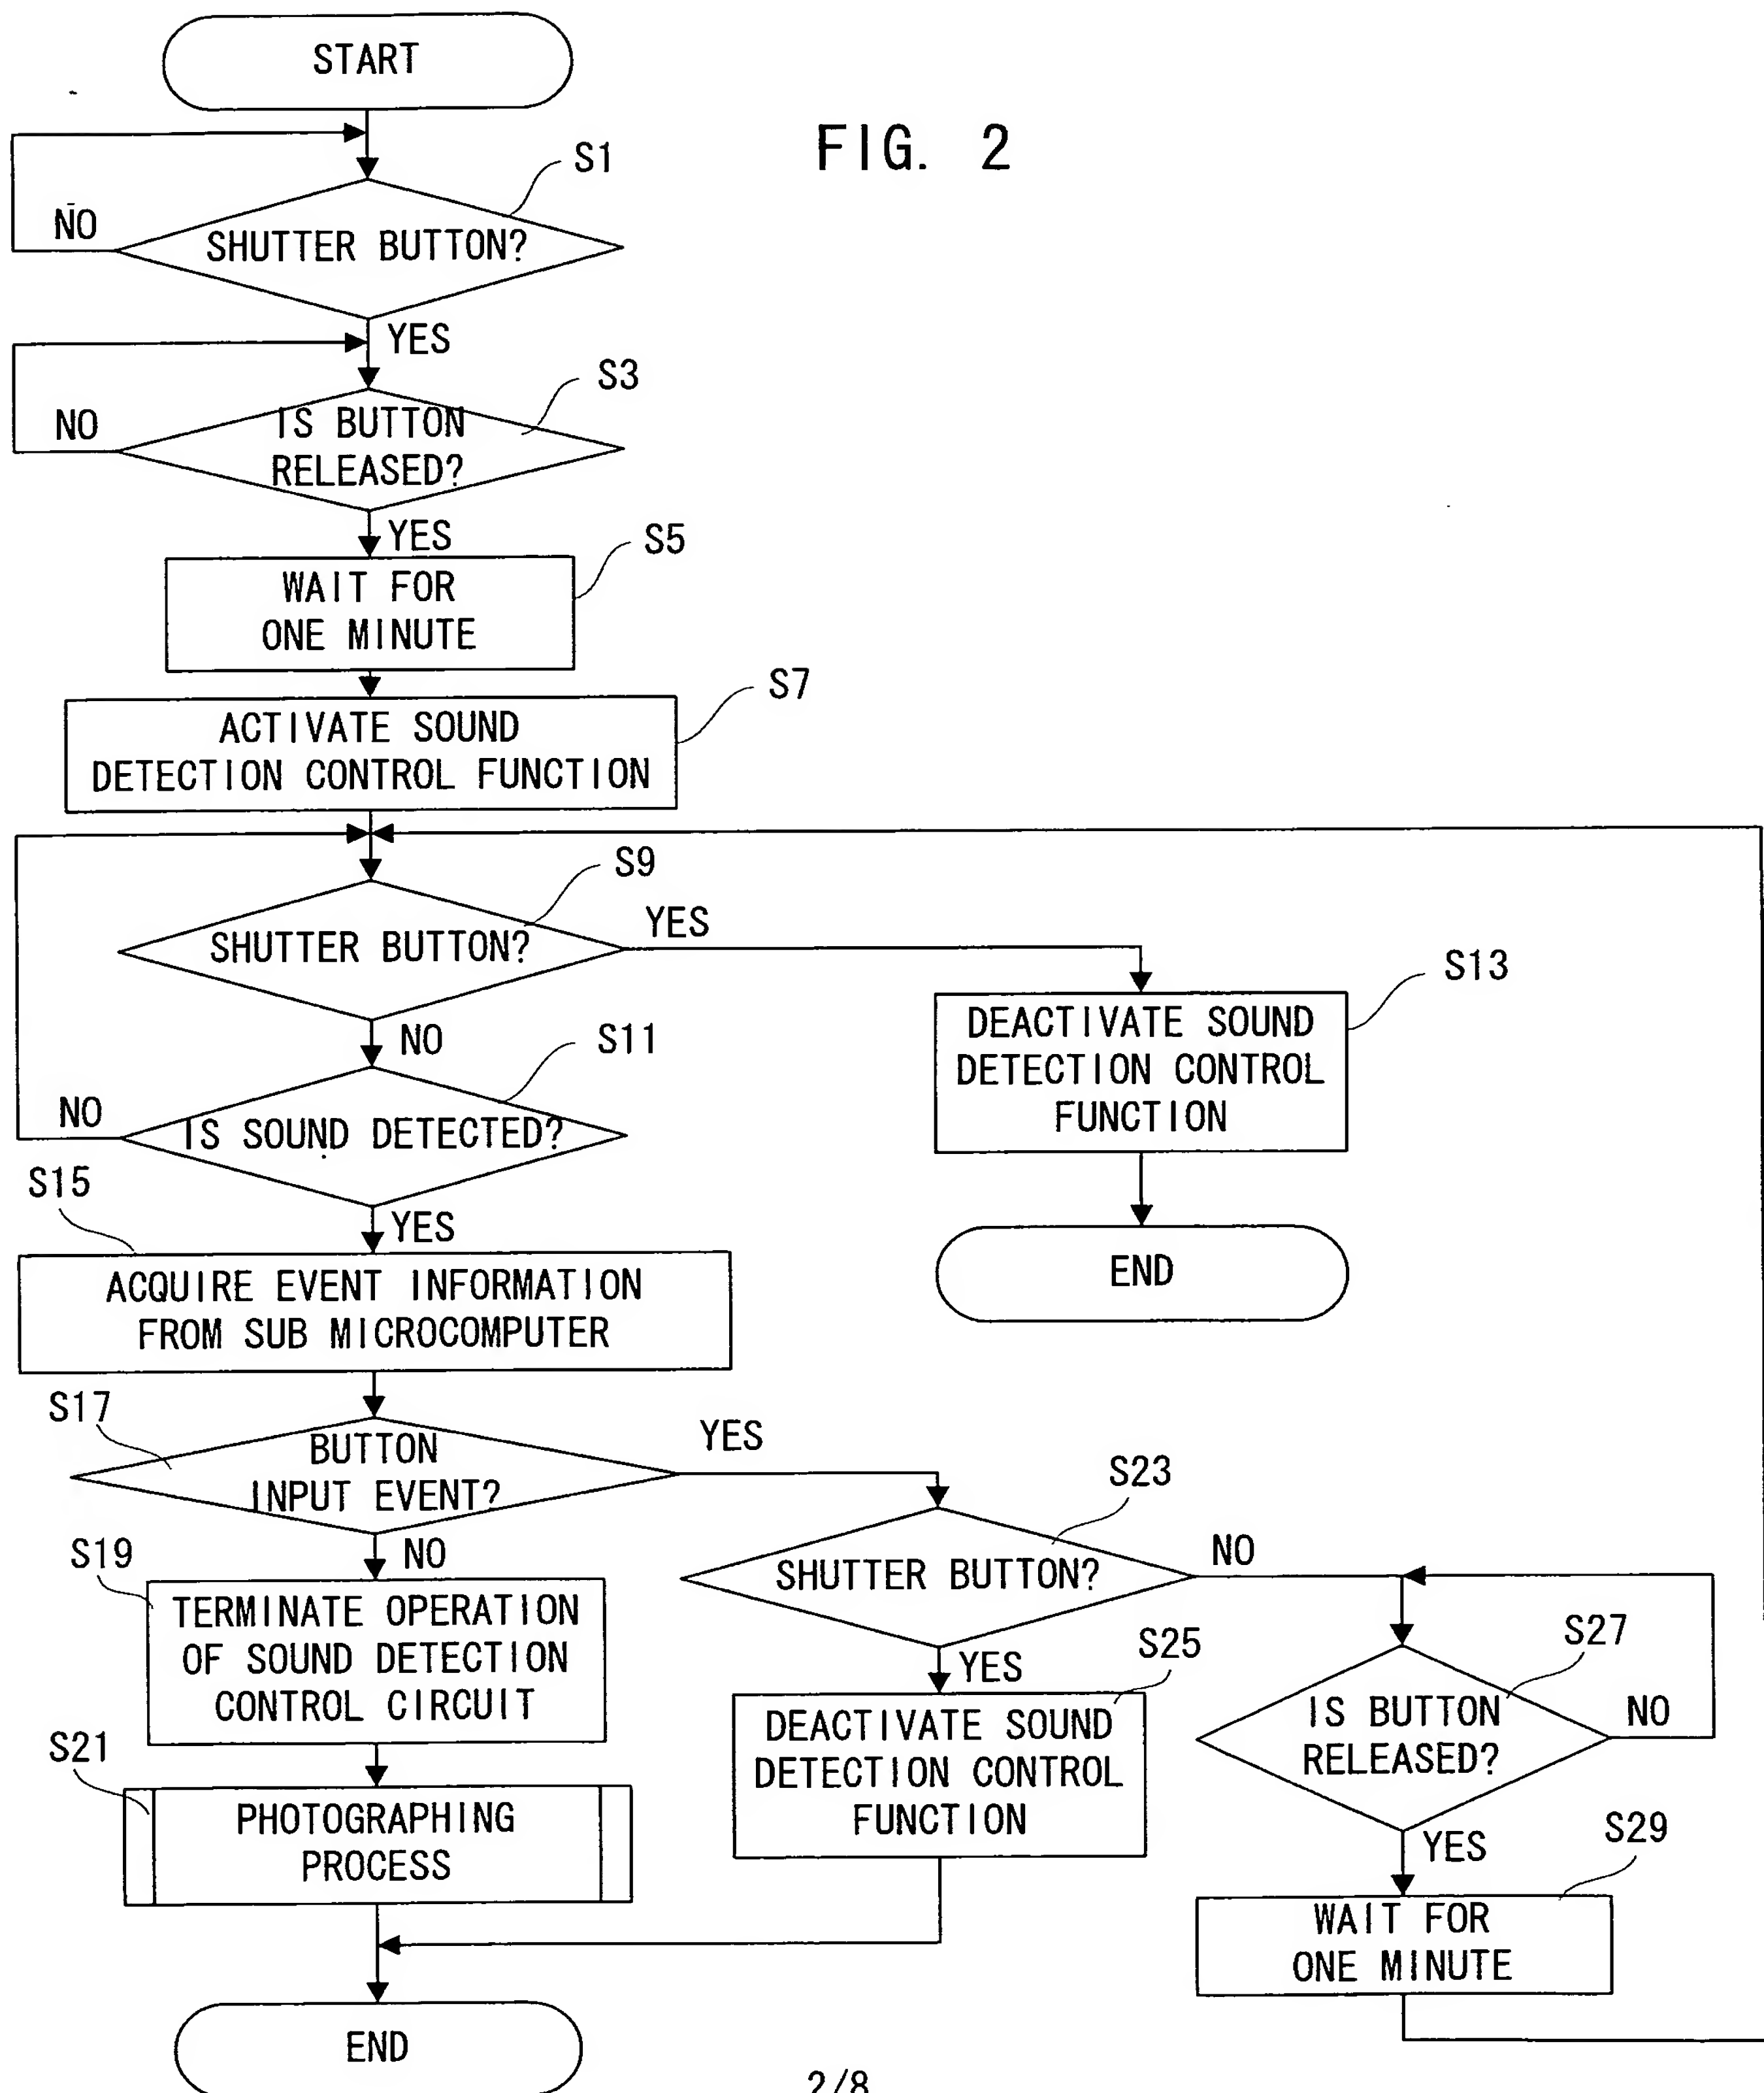 START
FIG. 2
S1
NO
SHUTTER BUTTON?
YES
S3
NO
IS BUTTON
RELEASED?
YES
S5
WAIT FOR
ONE MINUTE
S7
ACTIVATE SOUND
DETECTION CONTROL FUNCTION
S9
YES
SHUTTER BUTTON?
S13
DEACTIVATE SOUND
DETECTION CONTROL
FUNCTION
NO
S11
NO
IS SOUND DETECTED?
S15
YES
END
ACQUIRE EVENT INFORMATION
FROM SUB MICROCOMPUTER
S17
BUTTON
INPUT EVENT?
YES
S23
NO
SHUTTER BUTTON?
NO
S19
TERMINATE OPERATION
OF SOUND DETECTION
CONTROL CIRCUIT
YES
S25
DEACTIVATE SOUND
DETECTION CONTROL
FUNCTION
S27
IS BUTTON
RELEASED?
NO
S21
PHOTOGRAPHING
PROCESS
YES
S29
WAIT FOR
ONE MINUTE
END
2/8